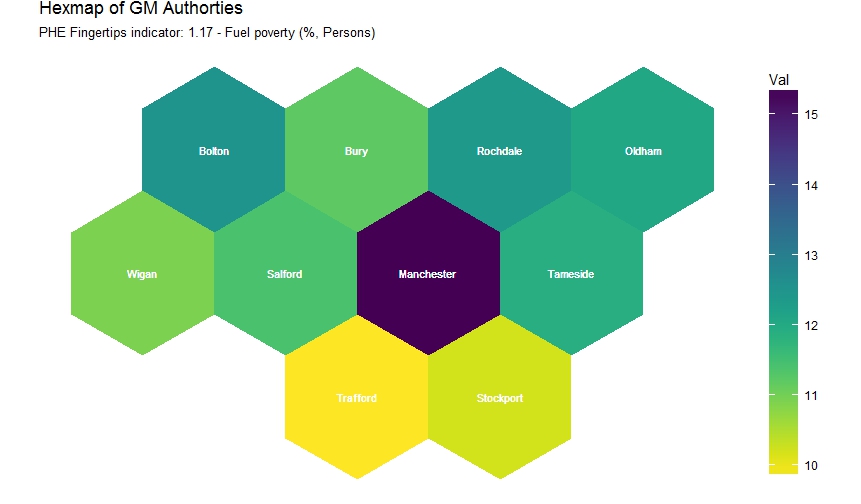 Hexmap of GM Authorties
PHE Fingertips indicator: 1.17 - Fuel poverty (%, Persons)
Val
15
14
13
12
11
10
Bolton
Bury
Rochdale
Oldham
Wigan
Salford
Manchester
Tameside
Trafford
Stockport